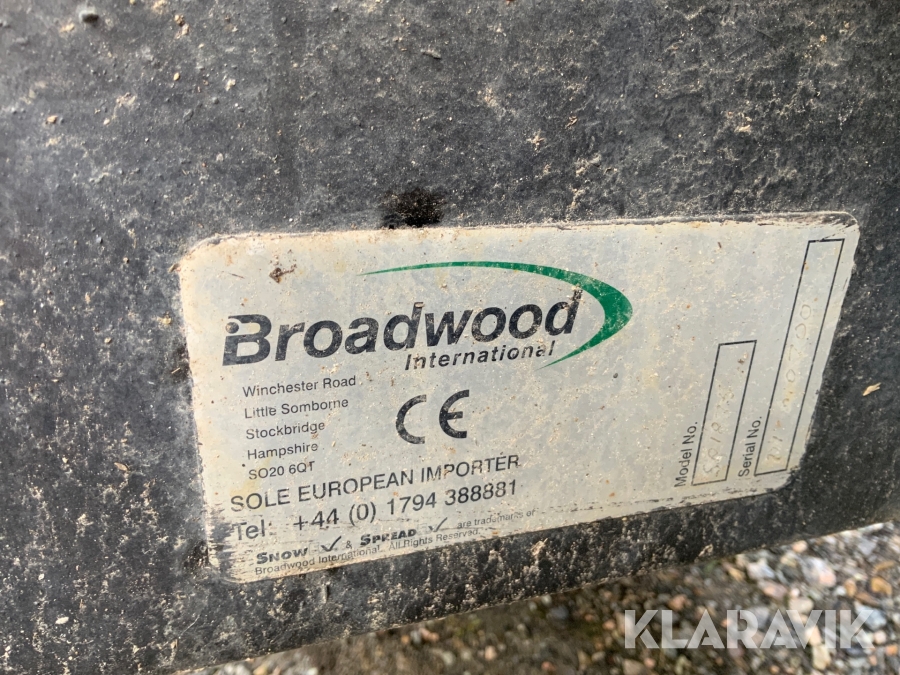 Broadwood
International
Winchester Road
Little Somborne
Stockbridge
Hampshire
SO20 6QT
CE
SOLE EUROPEAN IMPORTER
Tel: +44 (0) 1794 388881
SNOW & SPREAD are trademarks of
Broadwood International. All Rights Reserved.
Model No.
Serial No.
KLARAVIK